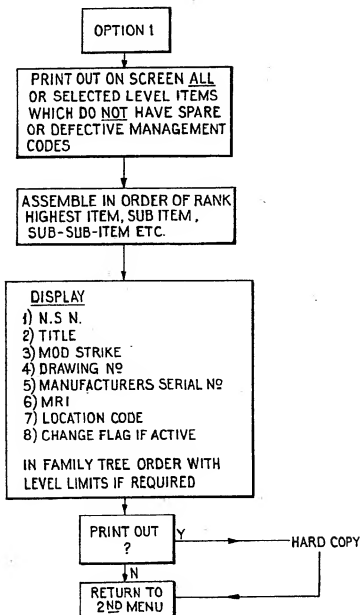 OPTION 1
PRINT OUT ON SCREEN ALL
OR SELECTED LEVEL ITEMS
WHICH DO NOT HAVE SPARE
OR DEFECTIVE MANAGEMENT
CODES
ASSEMBLE IN ORDER OF RANK
HIGHEST ITEM, SUB ITEM,
SUB-SUB-ITEM ETC.
DISPLAY
1) N.S N.
2) TITLE
3) MOD STRIKE
4) DRAWING Nº
5) MANUFACTURERS SERIAL Nº
6) MRI
7) LOCATION CODE
8) CHANGE FLAG IF ACTIVE
IN FAMILY TREE ORDER WITH
LEVEL LIMITS IF REQUIRED
PRINT OUT
?
Y
HARD COPY
N
RETURN TO
2ND MENU